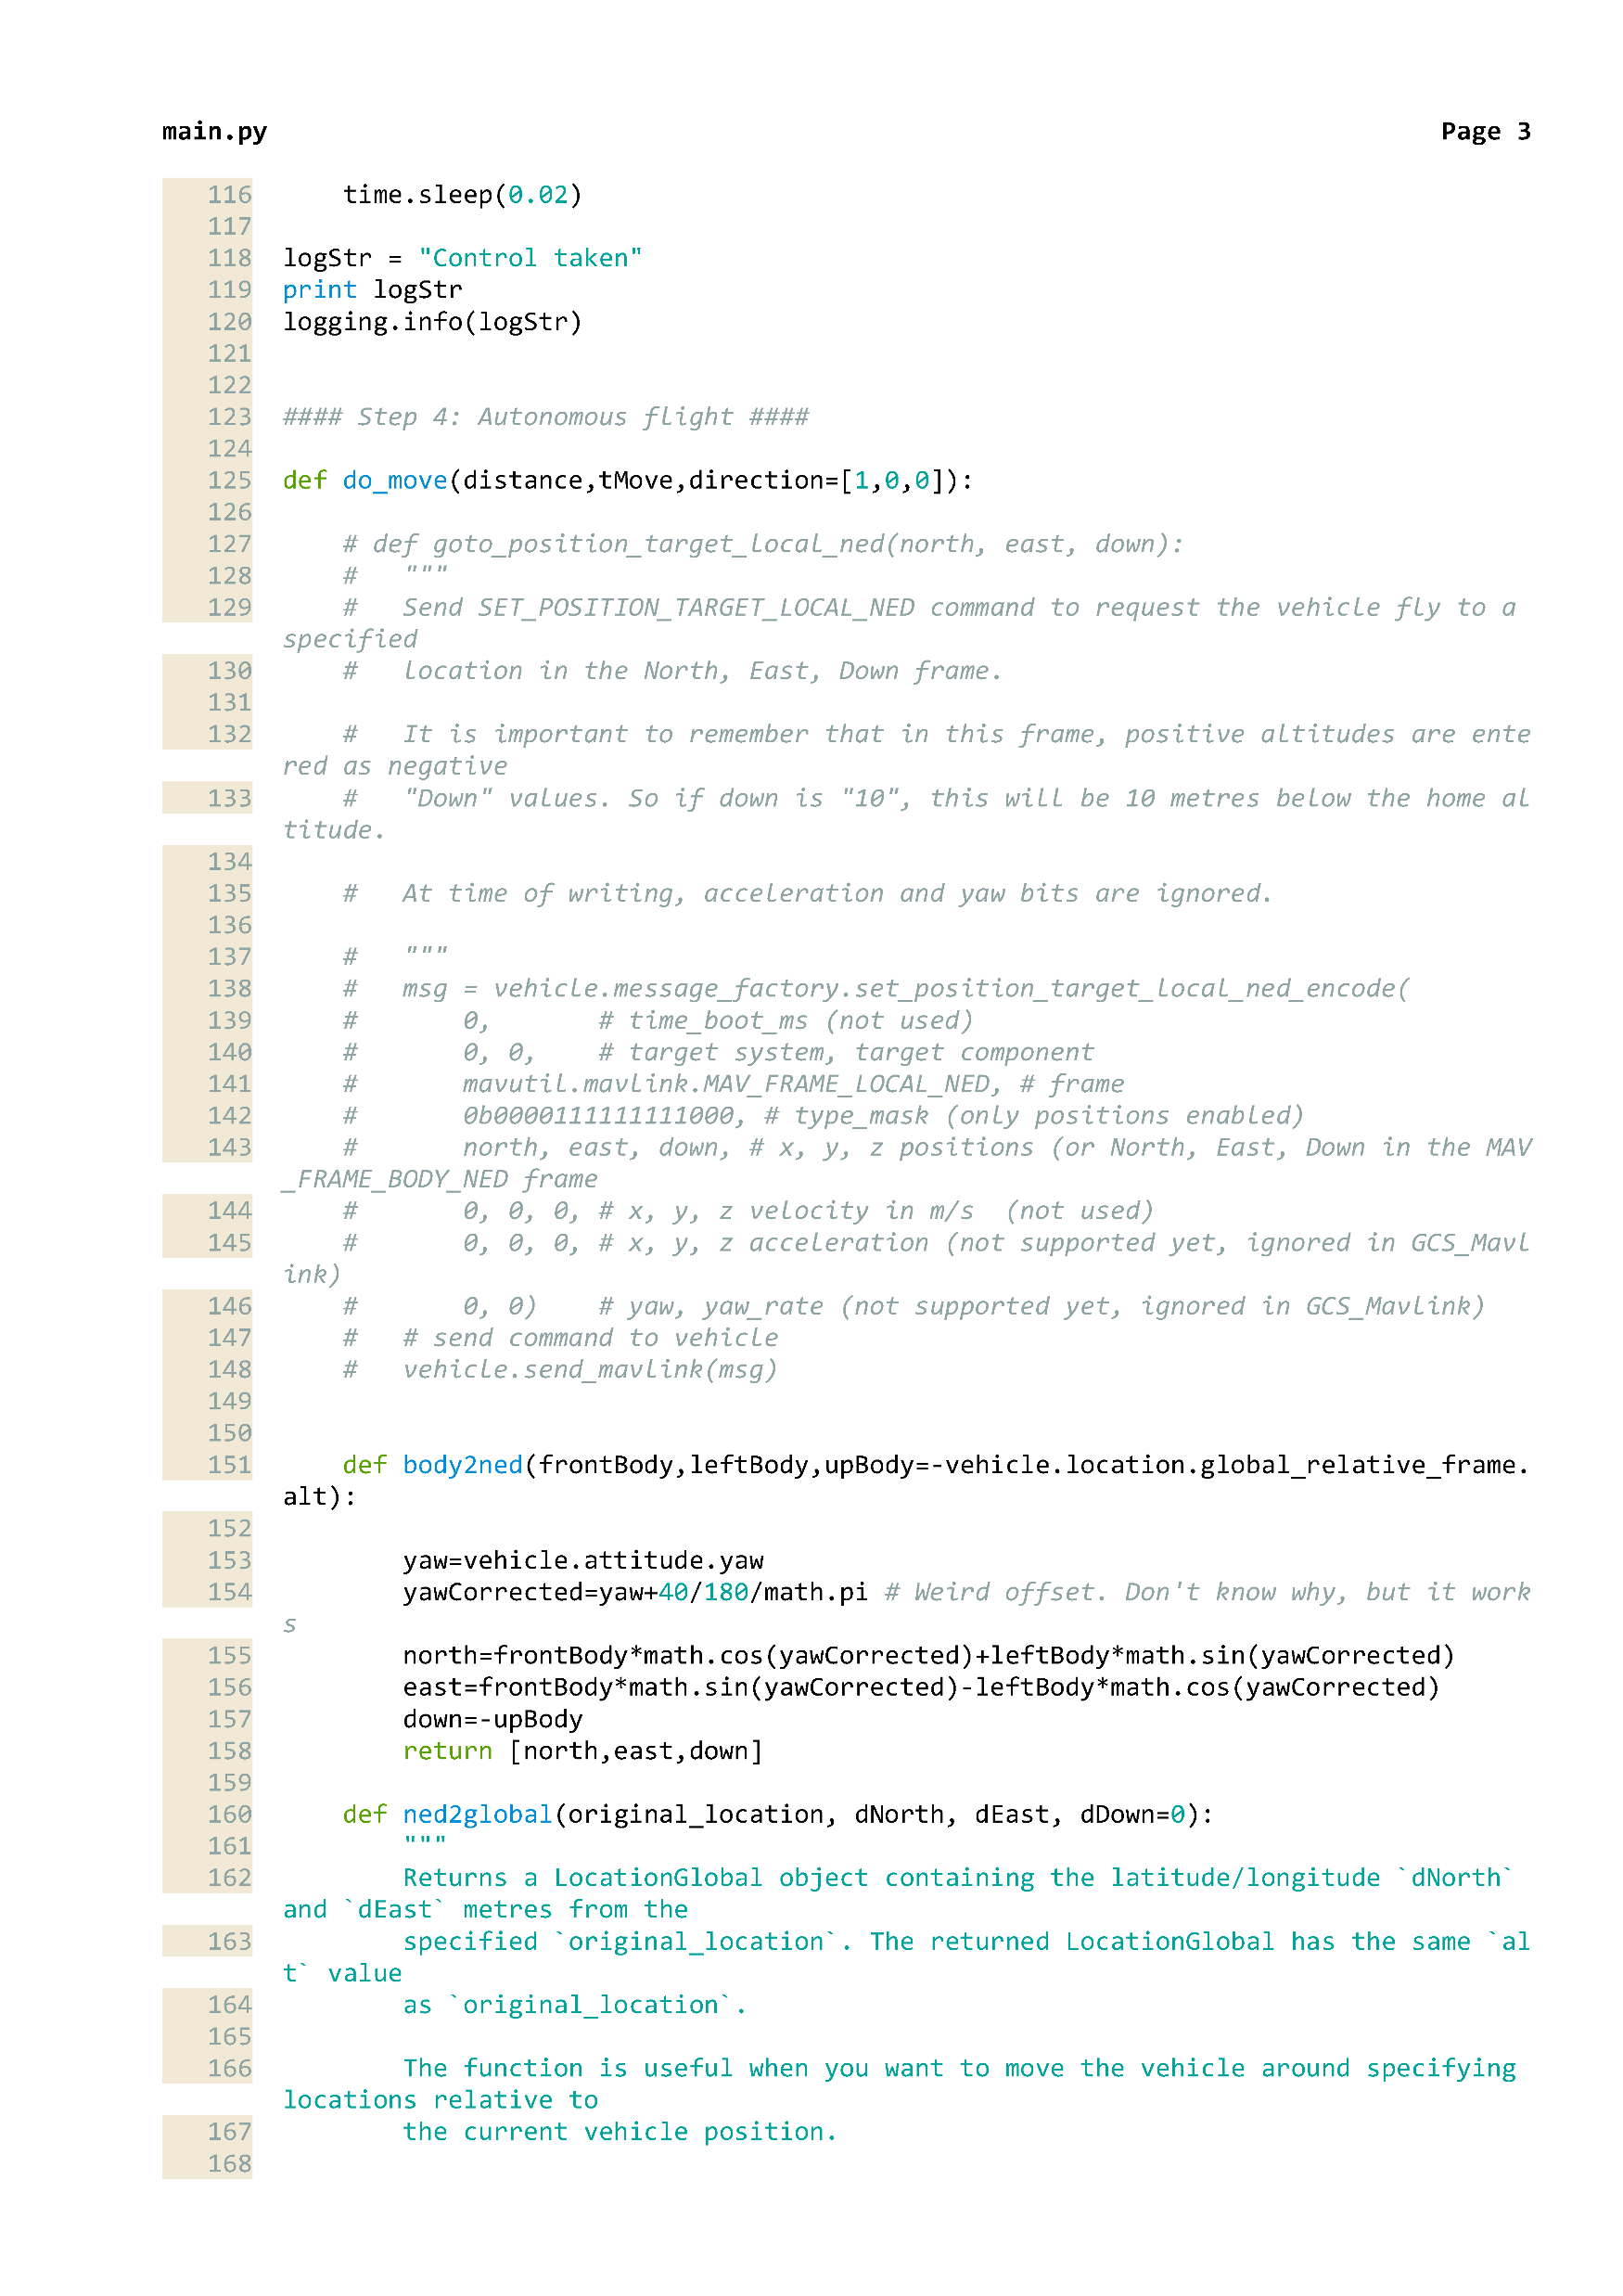 main.py Page 3
116 time.sleep(0.02)
117
118 logStr = "Control taken"
119 print logStr
120 logging.info(logStr)
121
122
123 #### Step 4: Autonomous flight ####
124
125 def do_move(distance,tMove,direction=[1,0,0]):
126
127 # def goto_position_target_local_ned(north, east, down):
128 # """
129 # Send SET_POSITION_TARGET_LOCAL_NED command to request the vehicle fly to a
specified
130 # location in the North, East, Down frame.
131
132 # It is important to remember that in this frame, positive altitudes are ente
red as negative
133 # "Down" values. So if down is "10", this will be 10 metres below the home al
titude.
134
135 # At time of writing, acceleration and yaw bits are ignored.
136
137 # """
138 # msg = vehicle.message_factory.set_position_target_local_ned_encode(
139 # 0, # time_boot_ms (not used)
140 # 0, 0, # target system, target component
141 # mavutil.mavlink.MAV_FRAME_LOCAL_NED, # frame
142 # 0b0000111111111000, # type_mask (only positions enabled)
143 # north, east, down, # x, y, z positions (or North, East, Down in the MAV
_FRAME_BODY_NED frame
144 # 0, 0, 0, # x, y, z velocity in m/s (not used)
145 # 0, 0, 0, # x, y, z acceleration (not supported yet, ignored in GCS_Mavl
ink)
146 # 0, 0) # yaw, yaw_rate (not supported yet, ignored in GCS_Mavlink)
147 # # send command to vehicle
148 # vehicle.send_mavlink(msg)
149
150
151 def body2ned(frontBody,leftBody,upBody=-vehicle.location.global_relative_frame.
alt):
152
153 yaw=vehicle.attitude.yaw
154 yawCorrected=yaw+40/180/math.pi # Weird offset. Don't know why, but it work
s
155 north=frontBody*math.cos(yawCorrected)+leftBody*math.sin(yawCorrected)
156 east=frontBody*math.sin(yawCorrected)-leftBody*math.cos(yawCorrected)
157 down=-upBody
158 return [north,east,down]
159
160 def ned2global(original_location, dNorth, dEast, dDown=0):
161 """
162 Returns a LocationGlobal object containing the latitude/longitude `dNorth`
and `dEast` metres from the
163 specified `original_location`. The returned LocationGlobal has the same `al
t` value
164 as `original_location`.
165
166 The function is useful when you want to move the vehicle around specifying
locations relative to
167 the current vehicle position.
168